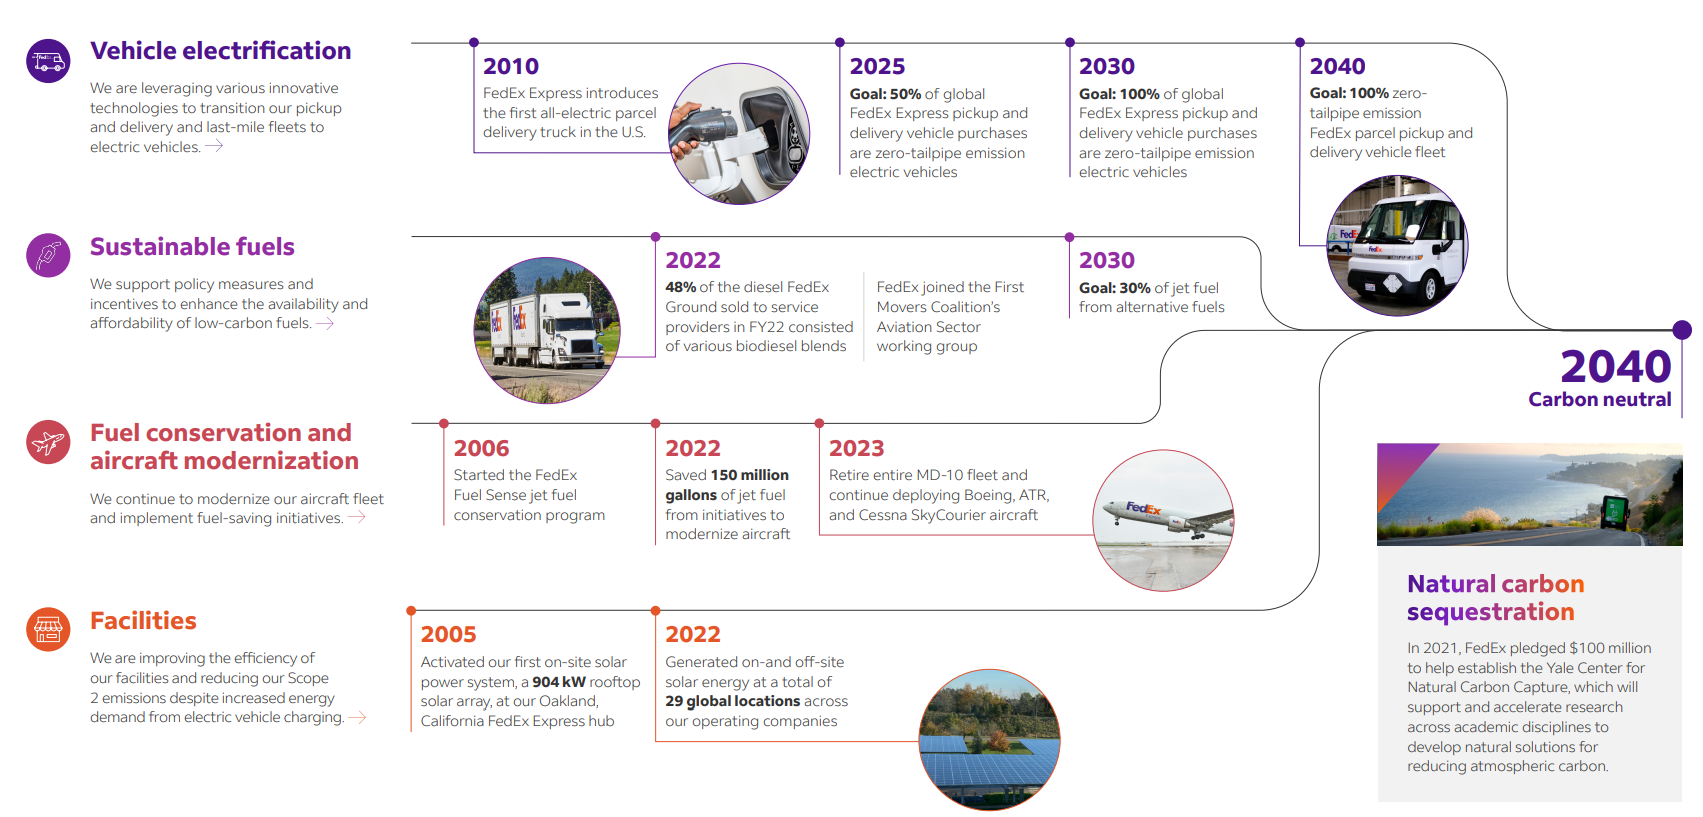 Vehicle electrification
We are leveraging various innovative
technologies to transition our pickup
and delivery and last-mile fleets to
electric vehicles. →
2010
FedEx Express introduces
the first all-electric parcel
delivery truck in the U.S.
2025
Goal: 50% of global
FedEx Express pickup and
delivery vehicle purchases
are zero-tailpipe emission
electric vehicles
2030
Goal: 100% of global
FedEx Express pickup and
delivery vehicle purchases
are zero-tailpipe emission
electric vehicles
2040
Goal: 100% zero-
tailpipe emission
FedEx parcel pickup and
delivery vehicle fleet
FedEx
FedEx
Sustainable fuels
We support policy measures and
incentives to enhance the availability and
affordability of low-carbon fuels. →
FedEx
FedEx
2022
48% of the diesel FedEx
Ground sold to service
providers in FY22 consisted
of various biodiesel blends
FedEx joined the First
Movers Coalition's
Aviation Sector
working group
2030
Goal: 30% of jet fuel
from alternative fuels
2040
Carbon neutral
Fuel conservation and
aircraft modernization
We continue to modernize our aircraft fleet
and implement fuel-saving initiatives. →
2006
Started the FedEx
Fuel Sense jet fuel
conservation program
2022
Saved 150 million
gallons of jet fuel
from initiatives to
modernize aircraft
2023
Retire entire MD-10 fleet and
continue deploying Boeing, ATR,
and Cessna SkyCourier aircraft
FedEx
Facilities
We are improving the efficiency of
our facilities and reducing our Scope
2 emissions despite increased energy
demand from electric vehicle charging. →
2005
Activated our first on-site solar
power system, a 904 kW rooftop
solar array, at our Oakland,
California FedEx Express hub
2022
Generated on-and off-site
solar energy at a total of
29 global locations across
our operating companies
Natural carbon
sequestration
In 2021, FedEx pledged $100 million
to help establish the Yale Center for
Natural Carbon Capture, which will
support and accelerate research
across academic disciplines to
develop natural solutions for
reducing atmospheric carbon.